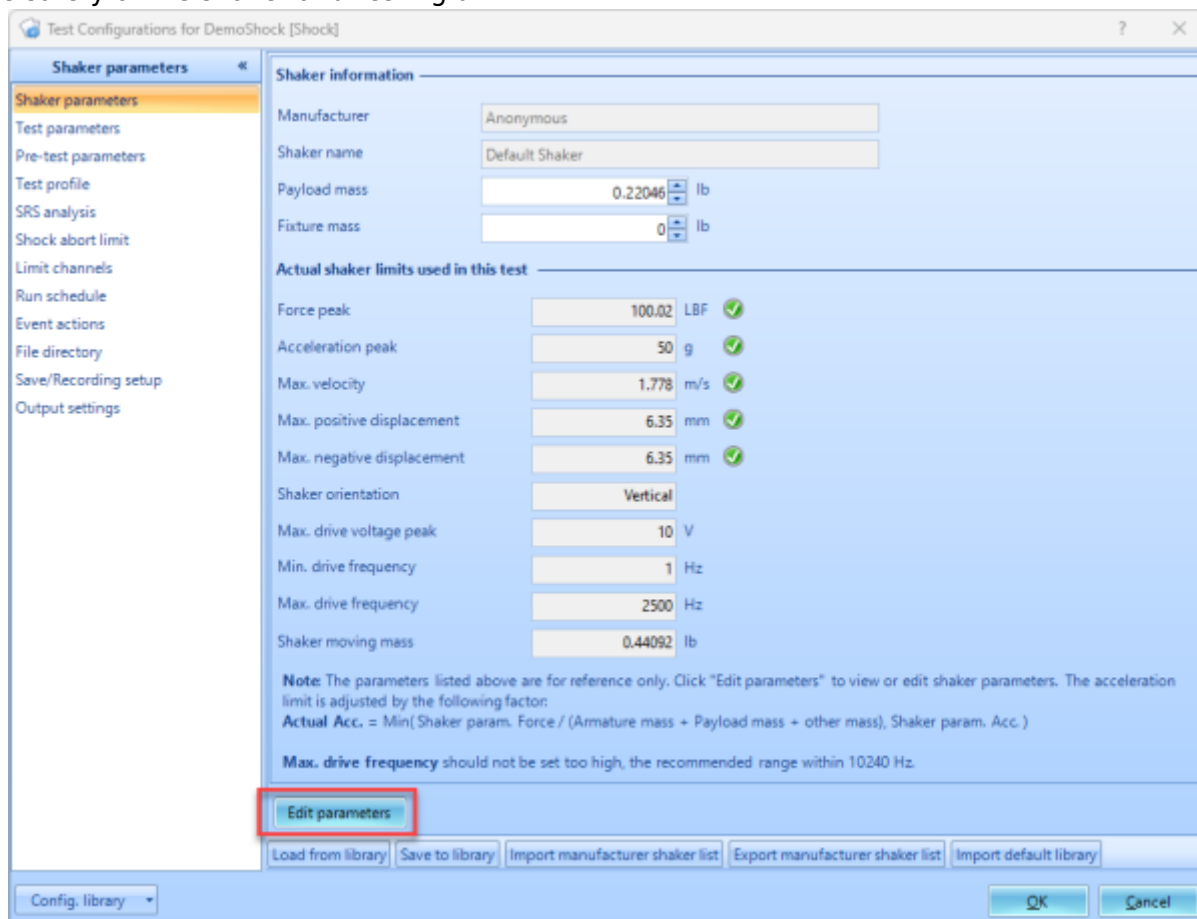 Test Configurations for DemoShock [Shock]
?
Shaker parameters «
Shaker parameters
Test parameters
Pre-test parameters
Test profile
SRS analysis
Shock abort limit
Limit channels
Run schedule
Event actions
File directory
Save/Recording setup
Output settings
Shaker information
Manufacturer Anonymous
Shaker name Default Shaker
Payload mass 0.22046 lb
Fixture mass 0 lb
Actual shaker limits used in this test
Force peak 100.02 LBF
Acceleration peak 50 g
Max. velocity 1.778 m/s
Max. positive displacement 6.35 mm
Max. negative displacement 6.35 mm
Shaker orientation Vertical
Max. drive voltage peak 10 V
Min. drive frequency 1 Hz
Max. drive frequency 2500 Hz
Shaker moving mass 0.44092 lb
Note: The parameters listed above are for reference only. Click "Edit parameters" to view or edit shaker parameters. The acceleration
limit is adjusted by the following factor:
Actual Acc. = Min( Shaker param. Force / (Armature mass + Payload mass + other mass), Shaker param. Acc. )
Max. drive frequency should not be set too high, the recommended range within 10240 Hz.
Edit parameters
Load from library Save to library Import manufacturer shaker list Export manufacturer shaker list Import default library
Config. library OK Cancel